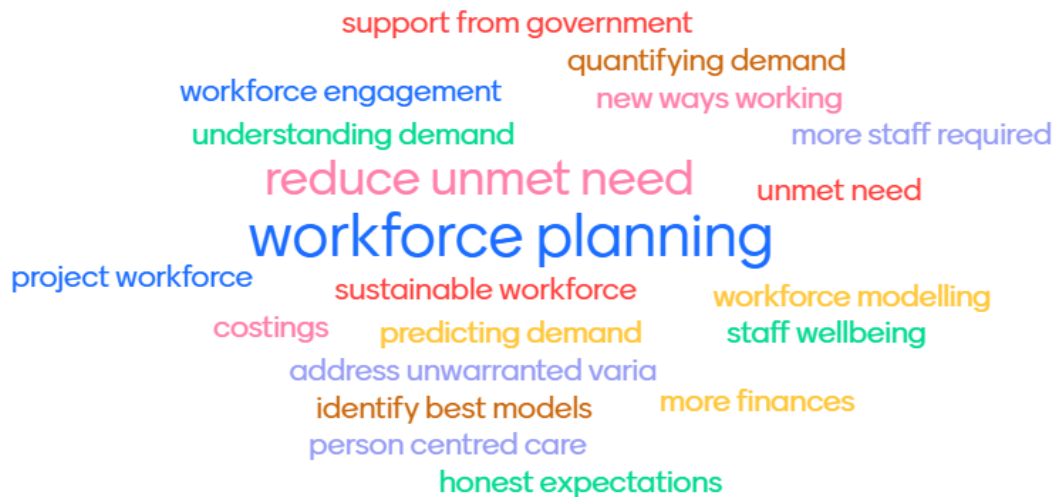 support from government
quantifying demand
workforce engagement
new ways working
understanding demand
more staff required
reduce unmet need
unmet need
workforce planning
project workforce
sustainable workforce
workforce modelling
costings
predicting demand
staff wellbeing
address unwarranted varia
identify best models
more finances
person centred care
honest expectations